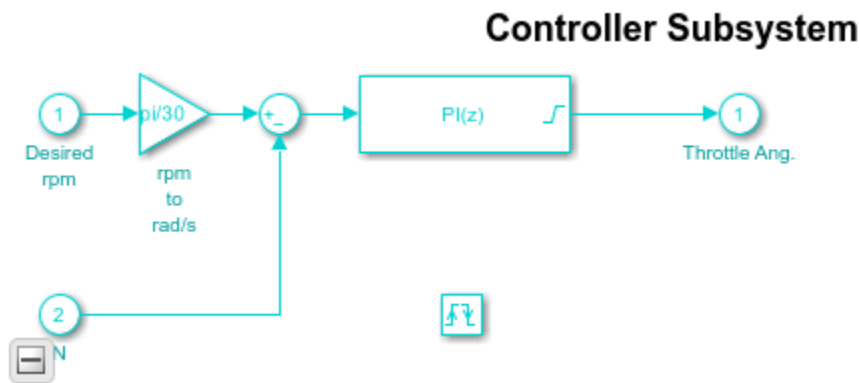 Controller Subsystem
1
pi/30
+
_
PI(z)
1
Desired
rpm
rpm
to
rad/s
Throttle Ang.
2
N